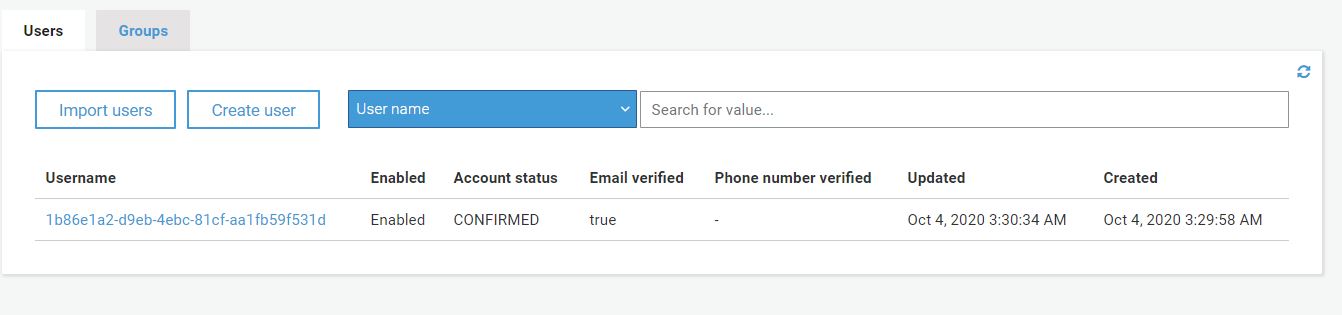 Users Groups
Import users Create user User name Search for value...
Username Enabled Account status Email verified Phone number verified Updated Created
1b86e1a2-d9eb-4ebc-81cf-aa1fb59f531d Enabled CONFIRMED true - Oct 4, 2020 3:30:34 AM Oct 4, 2020 3:29:58 AM